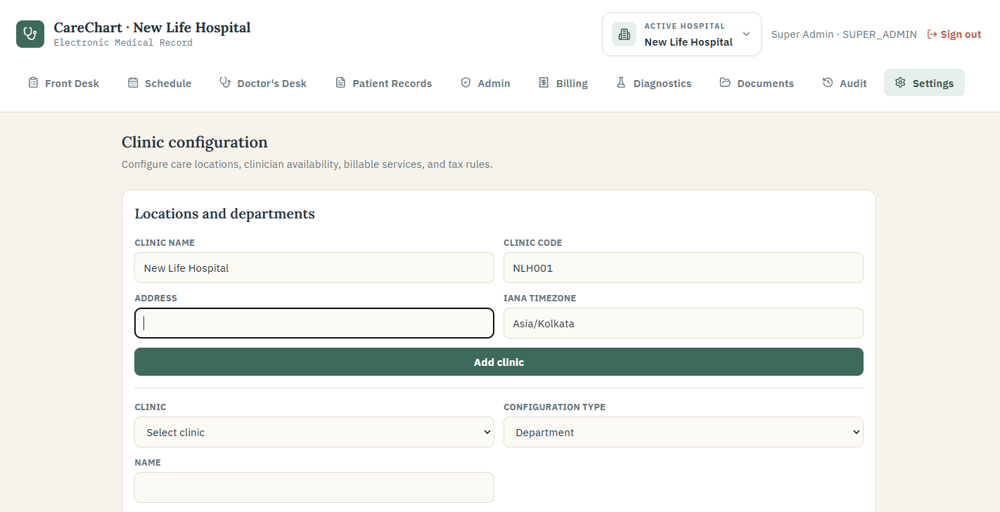 CareChart · New Life Hospital
Electronic Medical Record
ACTIVE HOSPITAL
New Life Hospital
Super Admin · SUPER_ADMIN
Sign out
Front Desk
Schedule
Doctor's Desk
Patient Records
Admin
Billing
Diagnostics
Documents
Audit
Settings
Clinic configuration
Configure care locations, clinician availability, billable services, and tax rules.
Locations and departments
CLINIC NAME
CLINIC CODE
New Life Hospital
NLH001
ADDRESS
IANA TIMEZONE
Asia/Kolkata
Add clinic
CLINIC
CONFIGURATION TYPE
Select clinic
Department
NAME